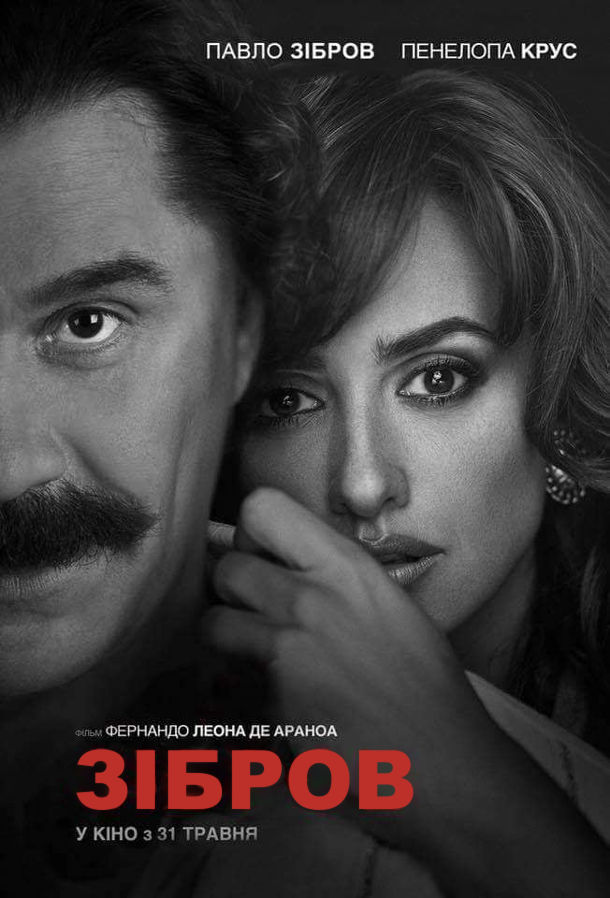 ПАВЛО ЗІБРОВ ПЕНЕЛОПА КРУС
ФІЛЬМ ФЕРНАНДО ЛЕОНА ДЕ АРАНОА
ЗІБРОВ
У КІНО з 31 ТРАВНЯ